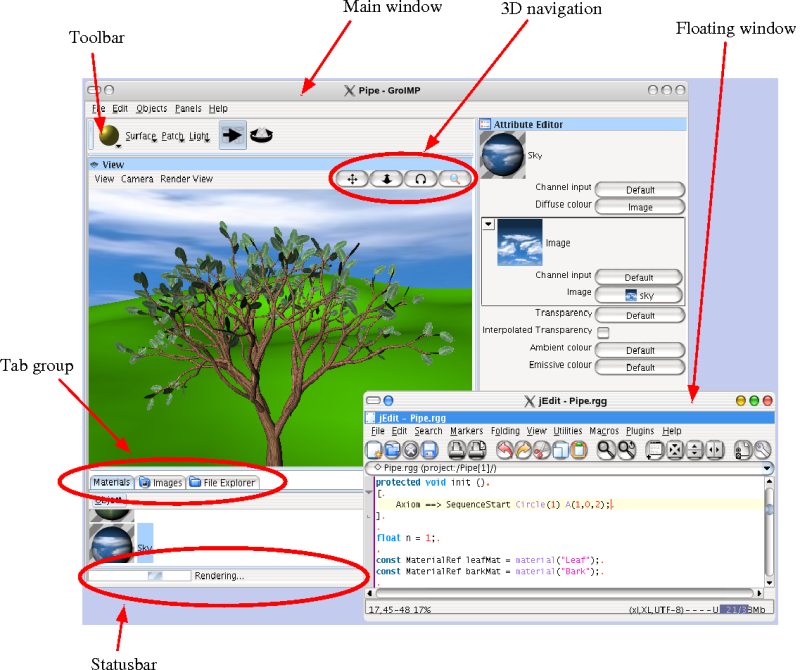 Main window
3D navigation
Floating window
Toolbar
Pipe - GroIMP
File Edit Objects Panels Help
Surface Patch Light
View
View Camera Render View
Attribute Editor
Sky
Channel input Default
Diffuse colour Image
Image
Channel input Default
Image sky
Transparency Default
Interpolated Transparency
Ambient colour Default
Emissive colour Default
Tab group
Materials Images File Explorer
Object
Sky
Rendering...
Statusbar
jEdit - Pipe.rgg
jEdit - Pipe.rgg
File Edit Search Markers Folding View Utilities Macros Plugins Help
Pipe.rgg (project:/Pipe[1]/)
protected void init ()
[
Axiom ==> SequenceStart Circle(1) A(1,0,2);
]
float n = 1;
const MaterialRef leafMat = material("Leaf");
const MaterialRef barkMat = material("Bark");
17,45-48 17%
(xl,XL,UTF-8) - - - - U